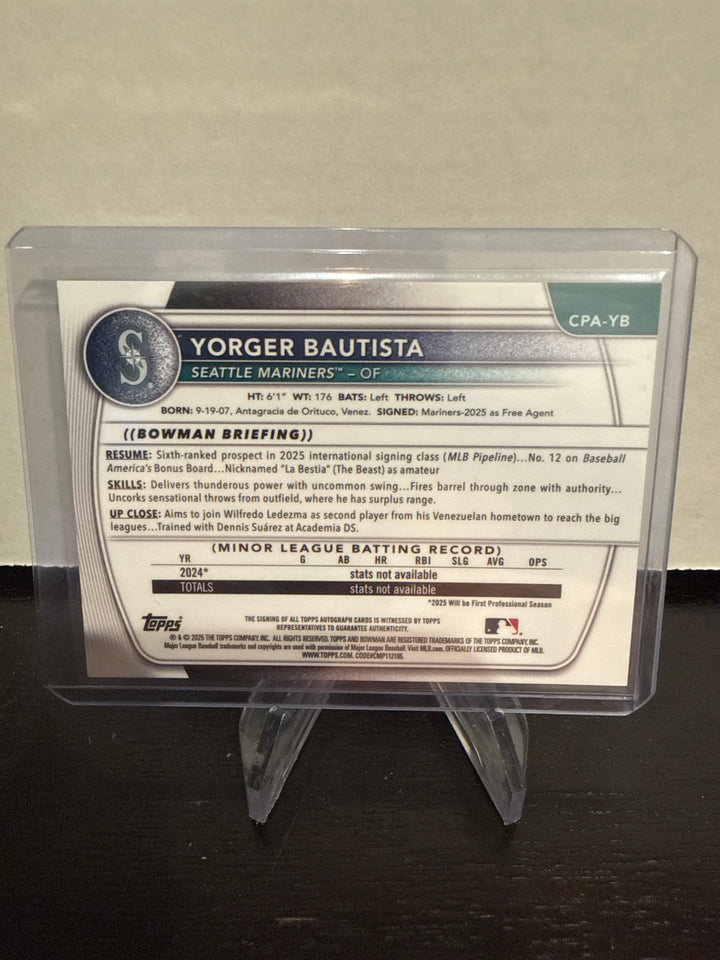 CPA-YB
S
YORGER BAUTISTA
SEATTLE MARINERS™ – OF
HT: 6'1" WT: 176 BATS: Left THROWS: Left
BORN: 9-19-07, Antagracia de Orituco, Venez. SIGNED: Mariners-2025 as Free Agent
((BOWMAN BRIEFING))
RESUME: Sixth-ranked prospect in 2025 international signing class (MLB Pipeline)...No. 12 on Baseball
America's Bonus Board...Nicknamed "La Bestia" (The Beast) as amateur
SKILLS: Delivers thunderous power with uncommon swing...Fires barrel through zone with authority...
Uncorks sensational throws from outfield, where he has surplus range.
UP CLOSE: Aims to join Wilfredo Ledezma as second player from his Venezuelan hometown to reach the big
leagues...Trained with Dennis Suárez at Academia DS.
(MINOR LEAGUE BATTING RECORD)
YR G AB HR RBI SLG AVG OPS
2024* stats not available
TOTALS stats not available
*2025 Will be First Professional Season
Topps
THE SIGNING OF ALL TOPPS AUTOGRAPH CARDS IS WITNESSED BY TOPPS
REPRESENTATIVES TO GUARANTEE AUTHENTICITY.
® & © 2025 THE TOPPS COMPANY, INC. ALL RIGHTS RESERVED. TOPPS AND BOWMAN ARE REGISTERED TRADEMARKS OF THE TOPPS COMPANY, INC.
Major League Baseball trademarks and copyrights are used with permission of Major League Baseball. Visit MLB.com. OFFICIALLY LICENSED PRODUCT OF MLB.
WWW.TOPPS.COM. CODE#CMP112195.